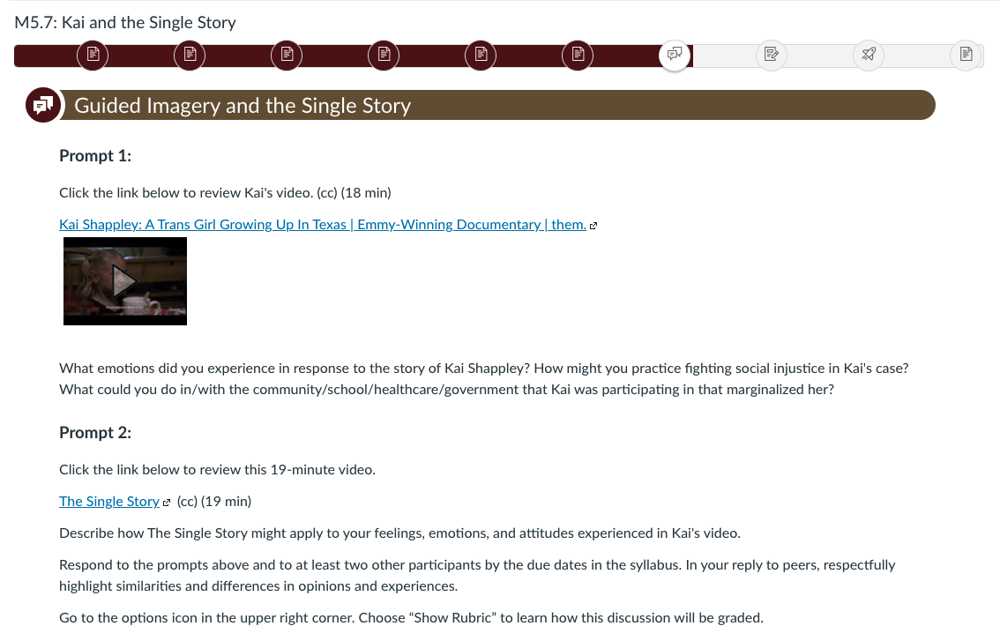 M5.7: Kai and the Single Story
Guided Imagery and the Single Story
Prompt 1:
Click the link below to review Kai's video. (cc) (18 min)
Kai Shappley: A Trans Girl Growing Up In Texas | Emmy-Winning Documentary | them.
What emotions did you experience in response to the story of Kai Shappley? How might you practice fighting social injustice in Kai's case?
What could you do in/with the community/school/healthcare/government that Kai was participating in that marginalized her?
Prompt 2:
Click the link below to review this 19-minute video.
The Single Story (cc) (19 min)
Describe how The Single Story might apply to your feelings, emotions, and attitudes experienced in Kai's video.
Respond to the prompts above and to at least two other participants by the due dates in the syllabus. In your reply to peers, respectfully
highlight similarities and differences in opinions and experiences.
Go to the options icon in the upper right corner. Choose “Show Rubric” to learn how this discussion will be graded.